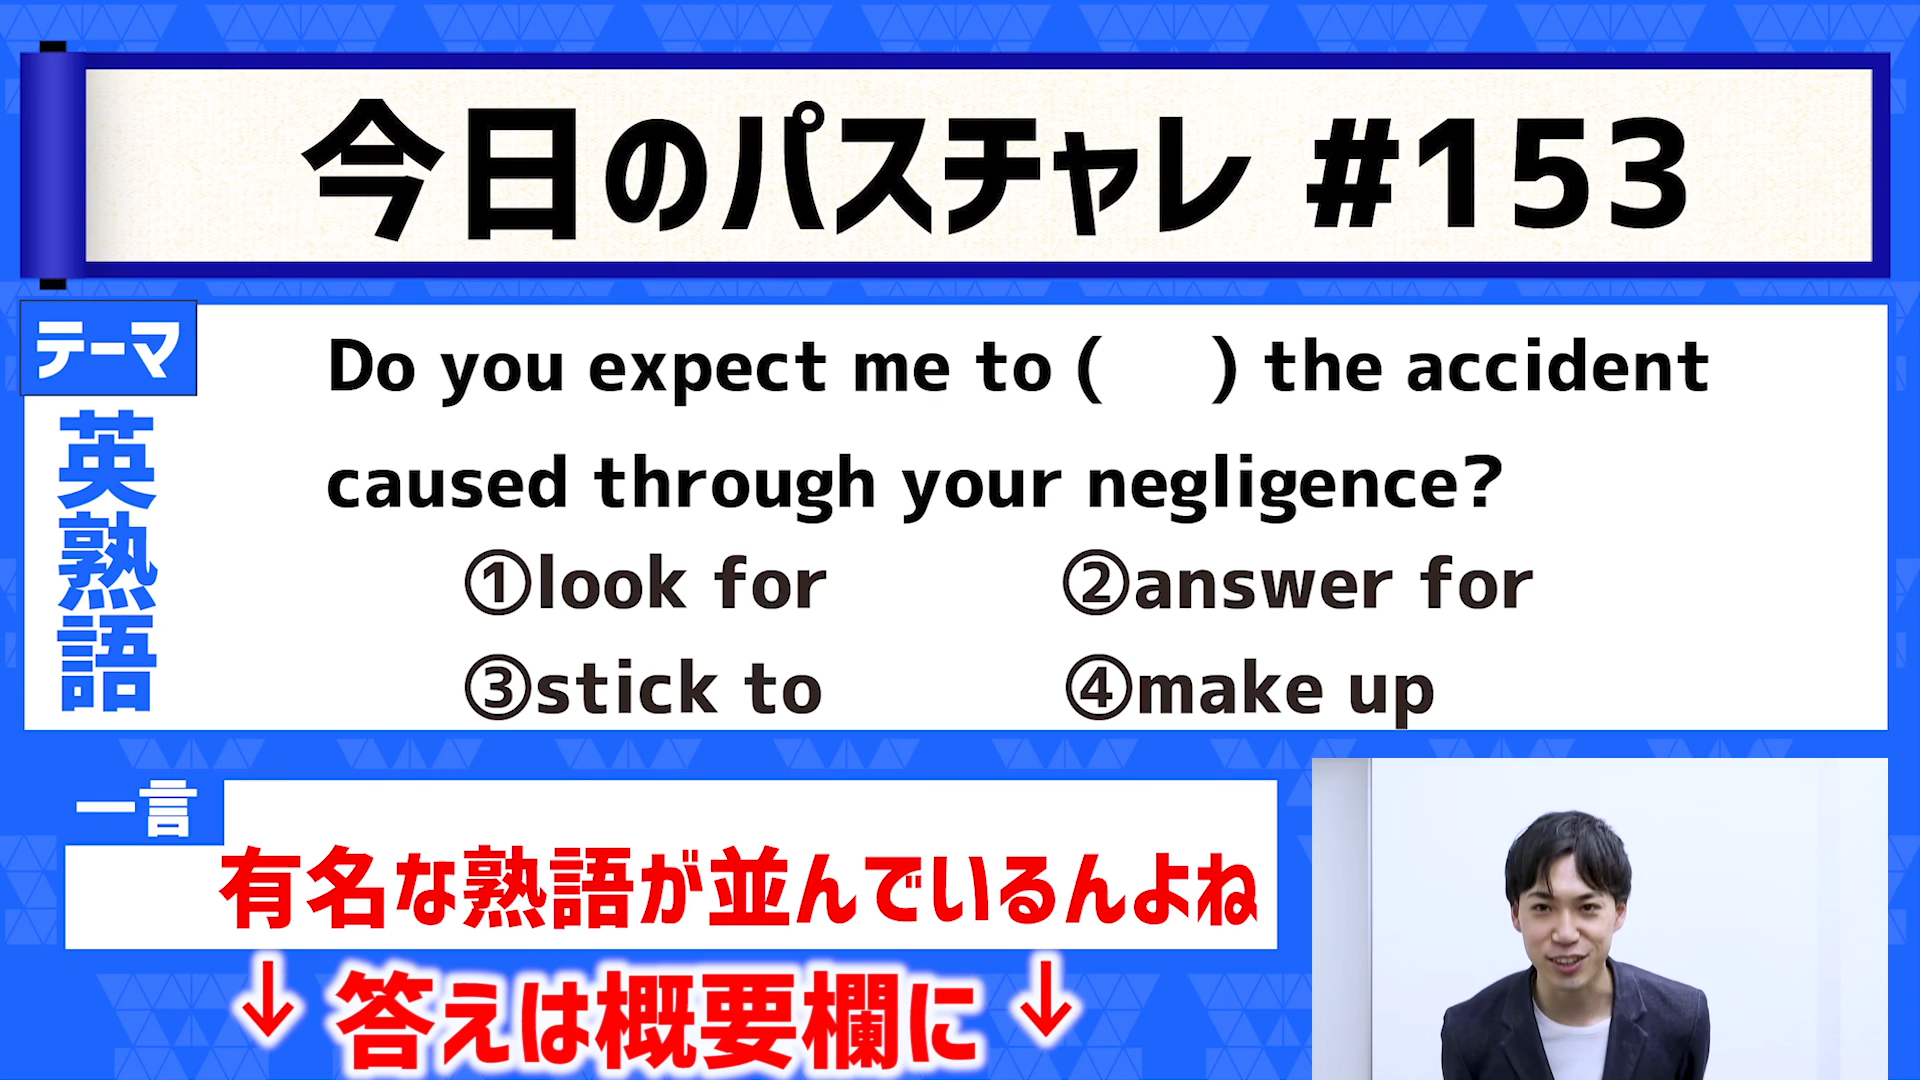 今日のパスチャレ #153
テーマ
英熟語
Do you expect me to (　　) the accident
caused through your negligence?
①look for ②answer for
③stick to ④make up
一言
有名な熟語が並んでいるんよね
↓答えは概要欄に↓